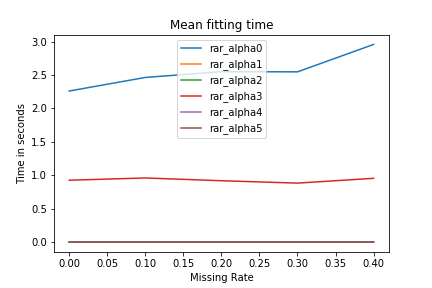 Mean fitting time
3.0
2.5
2.0
1.5
1.0
0.5
0.0
Time in seconds
rar_alpha0
rar_alpha1
rar_alpha2
rar_alpha3
rar_alpha4
rar_alpha5
0.00 0.05 0.10 0.15 0.20 0.25 0.30 0.35 0.40
Missing Rate